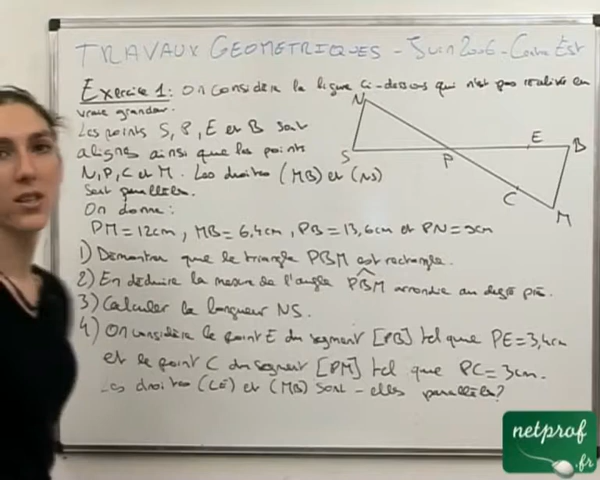 TRAVAUX GEOMETRIQUES - Juin 2006 - Centre Est
Exercice 1: On considère la figure ci-dessous qui n'est pas réalisée en
vraie grandeur.
Les points S, P, E et B sont
alignés ainsi que les points
N, P, C et M. Les droites (MB) et (NS)
sont parallèles.
On donne:
PM = 12cm, MB = 6,4cm, PB = 13,6cm et PN = 9cm
1) Démontrer que le triangle PBM est rectangle.
2) En déduire la mesure de l'angle PBM arrondie au degré près.
3) Calculer la longueur NS.
4) On considère le point E du segment [PB] tel que PE = 3,4cm
et le point C du segment [PM] tel que PC = 3cm.
Les droites (CE) et (MB) sont-elles parallèles?
N
S
P
E
B
C
M
netprof
.fr